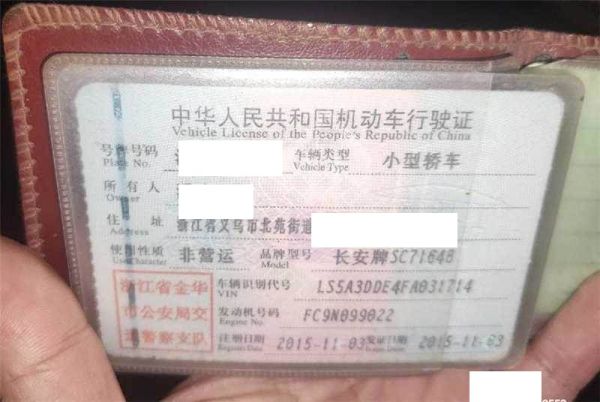 中华人民共和国机动车行驶证
Vehicle License of the People's Republic of China
号牌号码 车辆类型 小型轿车
Plate No. Vehicle Type
所有人
Owner
住址 浙江省义乌市北苑街道
Address
使用性质 非营运 品牌型号 长安牌SC7164B
Use Character Model
浙江省金华 车辆识别代号 LS5A3DDE4FA031714
VIN
市公安局交 发动机号码 FC9N099022
Engine No.
通警察支队 注册日期 2015-11-03 发证日期 2015-11-03
Register Date Issue Date